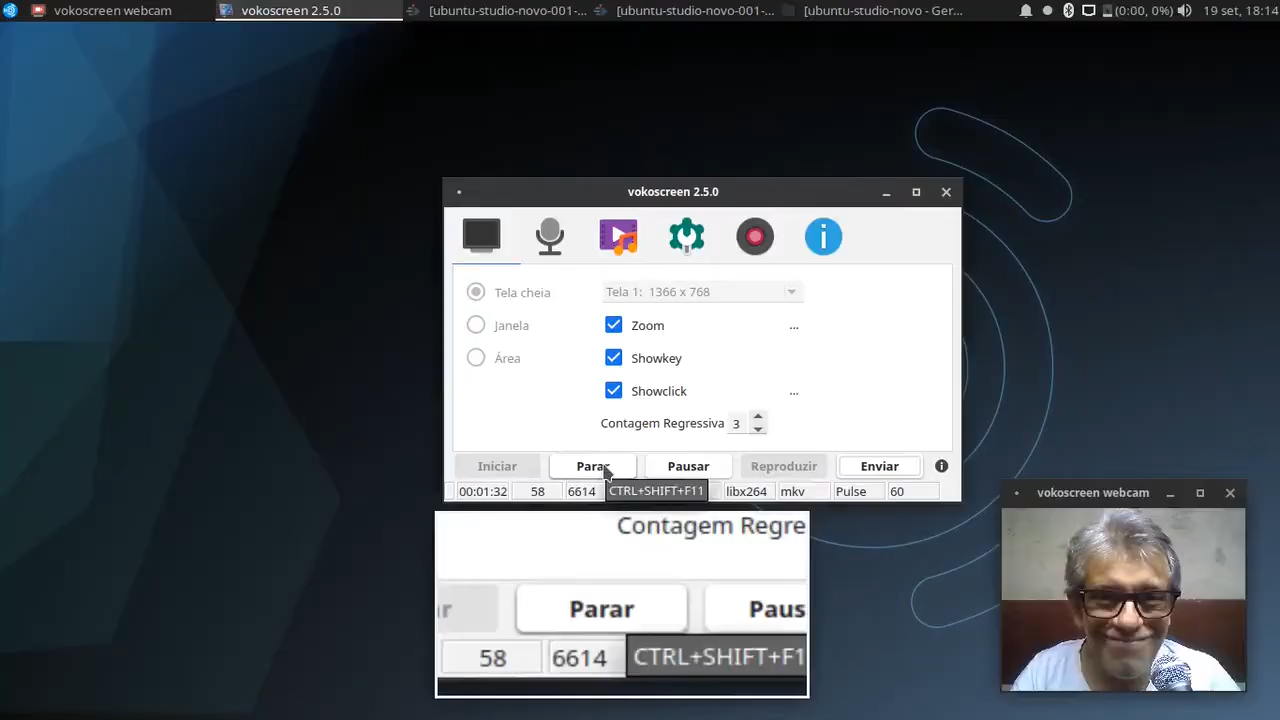 vokoscreen webcam
vokoscreen 2.5.0
[ubuntu-studio-novo-001-...
[ubuntu-studio-novo-001-...
[ubuntu-studio-novo - Ger...
(0:00, 0%)
19 set, 18:14
vokoscreen 2.5.0
Tela cheia
Tela 1: 1366 x 768
Janela
Zoom
...
Área
Showkey
Showclick
...
Contagem Regressiva 3
Iniciar
Parar
Pausar
Reproduzir
Enviar
00:01:32
58
6614
CTRL+SHIFT+F11
libx264
mkv
Pulse
60
vokoscreen webcam
Contagem Regre
Parar
Paus
58
6614
CTRL+SHIFT+F1